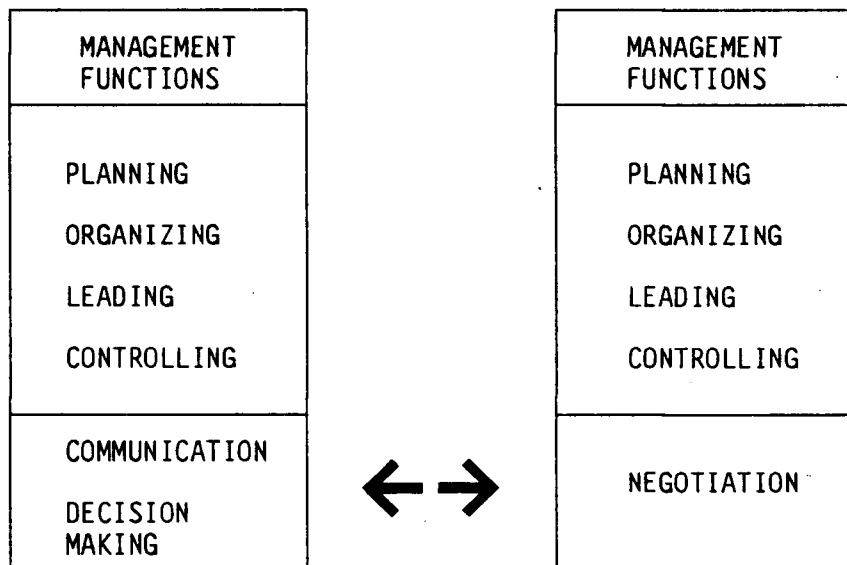 MANAGEMENT
FUNCTIONS
PLANNING
ORGANIZING
LEADING
CONTROLLING
COMMUNICATION
DECISION
MAKING
MANAGEMENT
FUNCTIONS
PLANNING
ORGANIZING
LEADING
CONTROLLING
NEGOTIATION